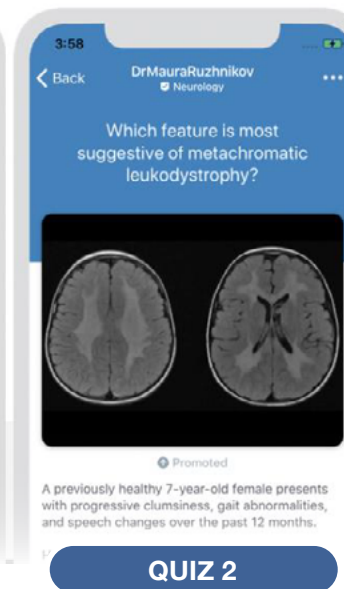 3:58
Back
DrMauraRuzhnikov
Neurology
Which feature is most
suggestive of metachromatic
leukodystrophy?
Promoted
A previously healthy 7-year-old female presents
with progressive clumsiness, gait abnormalities,
and speech changes over the past 12 months.
QUIZ 2